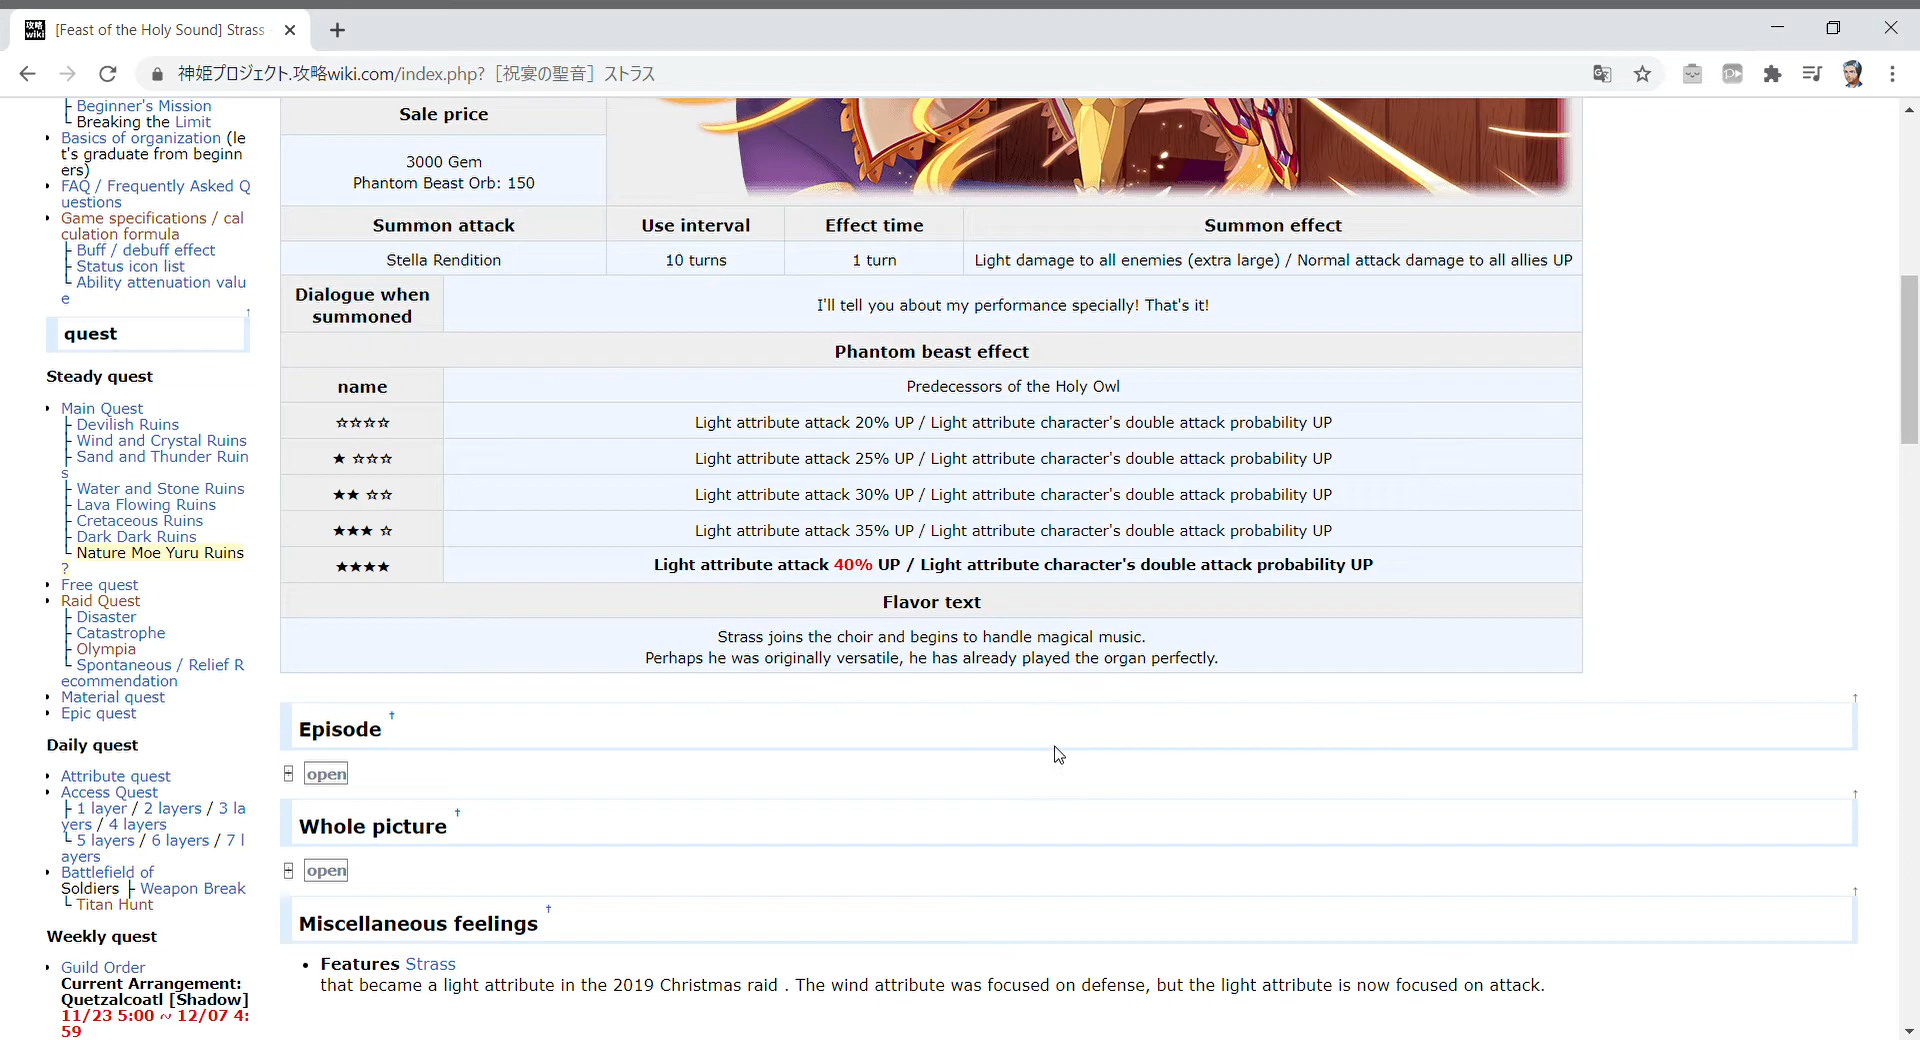 攻略
wiki
[Feast of the Holy Sound] Strass
神姫プロジェクト.攻略wiki.com/index.php?［祝宴の聖音］ストラス
├ Beginner's Mission
└ Breaking the Limit
Basics of organization (le
t's graduate from beginn
ers)
FAQ / Frequently Asked Q
uestions
Game specifications / cal
culation formula
├ Buff / debuff effect
├ Status icon list
└ Ability attenuation valu
e
↑
quest
Steady quest
Main Quest
├ Devilish Ruins
├ Wind and Crystal Ruins
├ Sand and Thunder Ruin
s
├ Water and Stone Ruins
├ Lava Flowing Ruins
├ Cretaceous Ruins
├ Dark Dark Ruins
└ Nature Moe Yuru Ruins
?
Free quest
Raid Quest
├ Disaster
├ Catastrophe
├ Olympia
└ Spontaneous / Relief R
ecommendation
Material quest
Epic quest
Daily quest
Attribute quest
Access Quest
├ 1 layer / 2 layers / 3 la
yers / 4 layers
└ 5 layers / 6 layers / 7 l
ayers
Battlefield of
Soldiers ├ Weapon Break
└ Titan Hunt
Weekly quest
Guild Order
Current Arrangement:
Quetzalcoatl [Shadow]
11/23 5:00 ~ 12/07 4:
59
Sale price
3000 Gem
Phantom Beast Orb: 150
Summon attack Use interval Effect time Summon effect
Stella Rendition 10 turns 1 turn Light damage to all enemies (extra large) / Normal attack damage to all allies UP
Dialogue when
summoned
I'll tell you about my performance specially! That's it!
Phantom beast effect
name Predecessors of the Holy Owl
☆☆☆☆ Light attribute attack 20% UP / Light attribute character's double attack probability UP
★ ☆☆☆ Light attribute attack 25% UP / Light attribute character's double attack probability UP
★★ ☆☆ Light attribute attack 30% UP / Light attribute character's double attack probability UP
★★★ ☆ Light attribute attack 35% UP / Light attribute character's double attack probability UP
★★★★ Light attribute attack 40% UP / Light attribute character's double attack probability UP
Flavor text
Strass joins the choir and begins to handle magical music.
Perhaps he was originally versatile, he has already played the organ perfectly.
↑
Episode †
+ open
↑
Whole picture †
+ open
↑
Miscellaneous feelings †
Features Strass
that became a light attribute in the 2019 Christmas raid . The wind attribute was focused on defense, but the light attribute is now focused on attack.